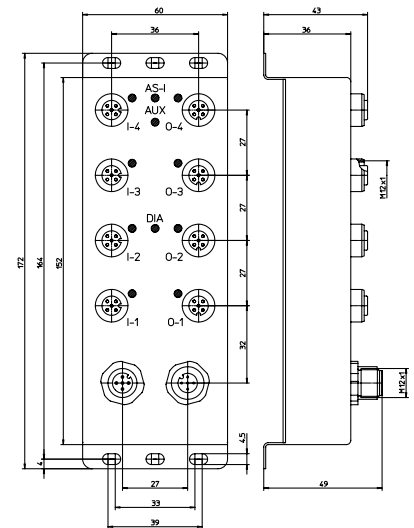 60
43
36
36
AS-I
AUX
I-4
O-4
27
I-3
O-3
M12x1
27
172
164
152
DIA
I-2
O-2
27
I-1
O-1
32
M12x1
4
4.5
27
49
33
39